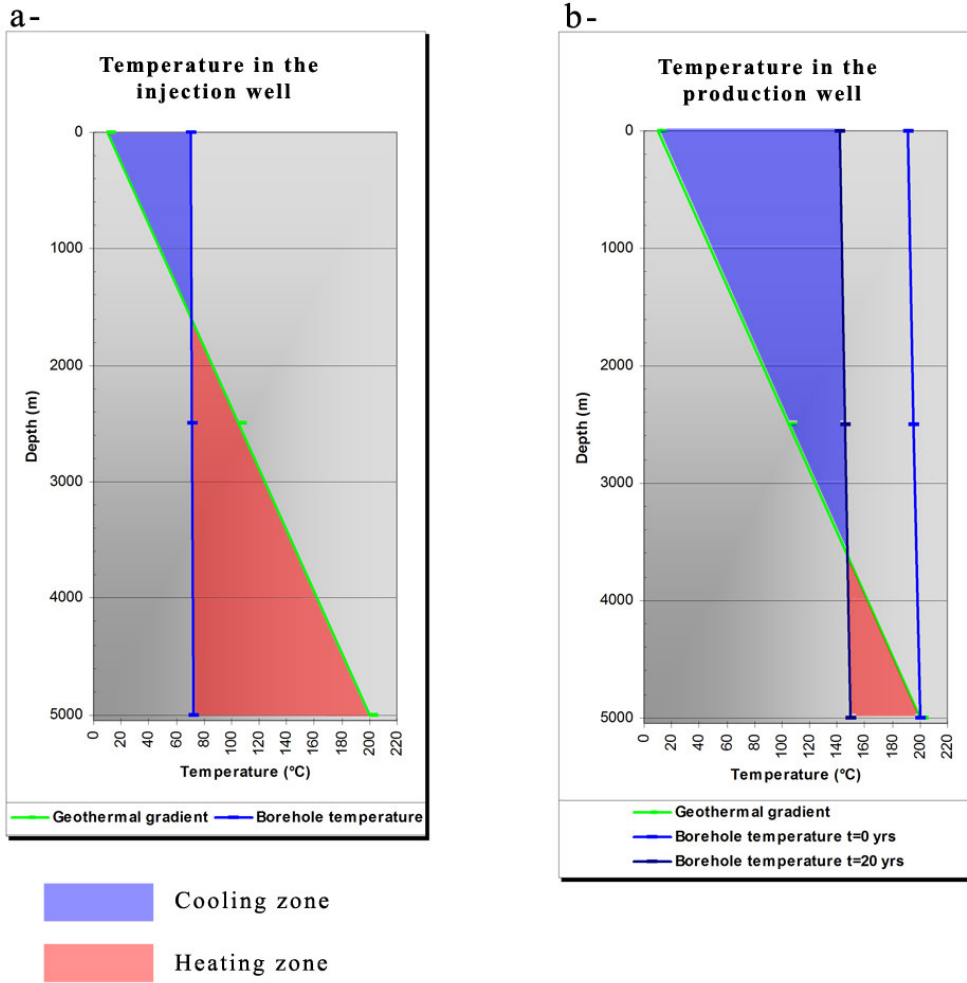 a-
Temperature in the
injection well
0
1000
2000
3000
4000
5000
Depth (m)
0 20 40 60 80 100 120 140 160 180 200 220
Temperature (ºC)
Geothermal gradient Borehole temperature
b-
Temperature in the
production well
0
1000
2000
3000
4000
5000
Depth (m)
0 20 40 60 80 100 120 140 160 180 200 220
Temperature (ºC)
Geothermal gradient
Borehole temperature t=0 yrs
Borehole temperature t=20 yrs
Cooling zone
Heating zone